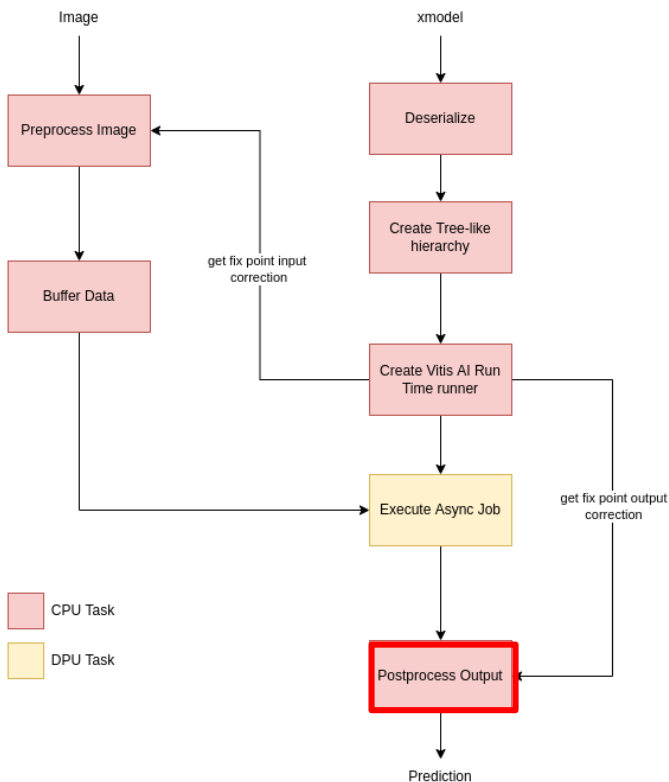 Image
xmodel
Preprocess Image
Deserialize
Create Tree-like
hierarchy
get fix point input
correction
Buffer Data
Create Vitis AI Run
Time runner
Execute Async Job
get fix point output
correction
CPU Task
DPU Task
Postprocess Output
Prediction